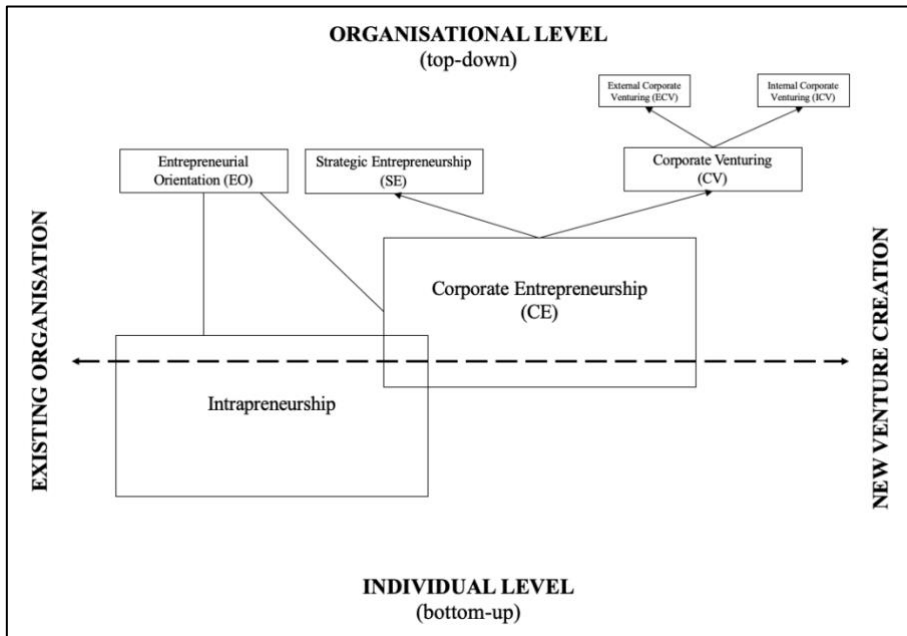 ORGANISATIONAL LEVEL
(top-down)
External Corporate
Venturing (ECV)
Internal Corporate
Venturing (ICV)
Entrepreneurial
Orientation (EO)
Strategic Entrepreneurship
(SE)
Corporate Venturing
(CV)
Corporate Entrepreneurship
(CE)
Intrapreneurship
EXISTING ORGANISATION
NEW VENTURE CREATION
INDIVIDUAL LEVEL
(bottom-up)